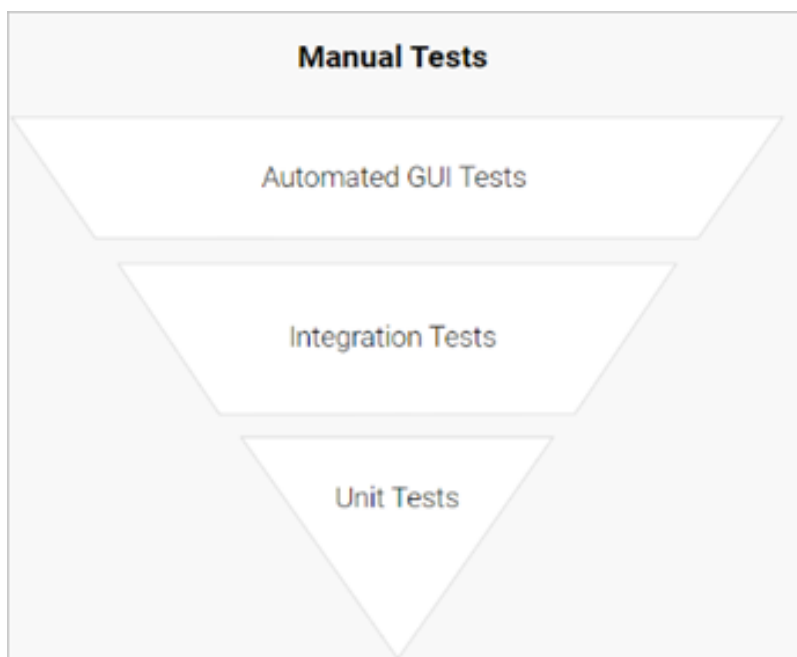 Manual Tests
Automated GUI Tests
Integration Tests
Unit Tests